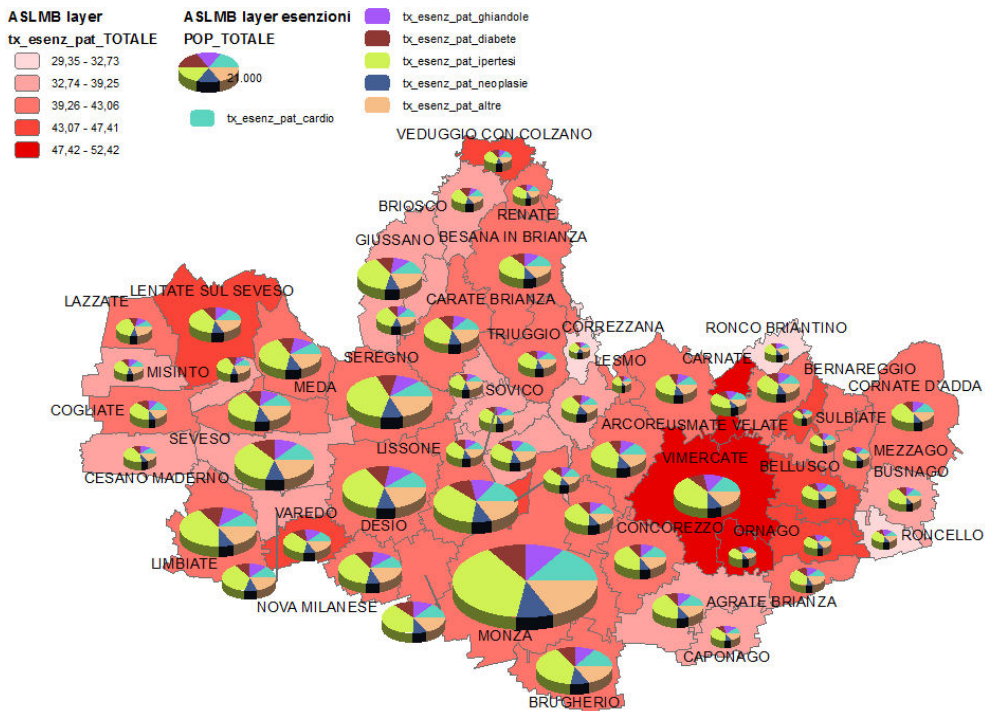 ASLMB layer
tx_esenz_pat_TOTALE
29,35 - 32,73
32,74 - 39,25
39,26 - 43,06
43,07 - 47,41
47,42 - 52,42
ASLMB layer esenzioni
POP_TOTALE
21.000
tx_esenz_pat_cardio
tx_esenz_pat_ghiandole
tx_esenz_pat_diabete
tx_esenz_pat_ipertesi
tx_esenz_pat_neoplasie
tx_esenz_pat_altre
VEDUGGIO CON COLZANO
BRIOSCO
RENATE
GIUSSANO
BESANA IN BRIANZA
LAZZATE
LENTATE SUL SEVESO
CARATE BRIANZA
TRIUGGIO
CORREZZANA
RONCO BRIANTINO
MISINTO
MEDA
SEREGNO
LESMO
CARNATE
BERNAREGGIO
CORNATE D'ADDA
COGLIATE
SOVICO
SULBIATE
SEVESO
LISSONE
ARCORE
USMATE VELATE
MEZZAGO
CESANO MADERNO
VIMERCATE
BELLUSCO
BUSNAGO
VAREDO
DESIO
CONCOREZZO
ORNAGO
RONCELLO
LIMBIATE
NOVA MILANESE
AGRATE BRIANZA
MONZA
CAPONAGO
BRUGHERIO